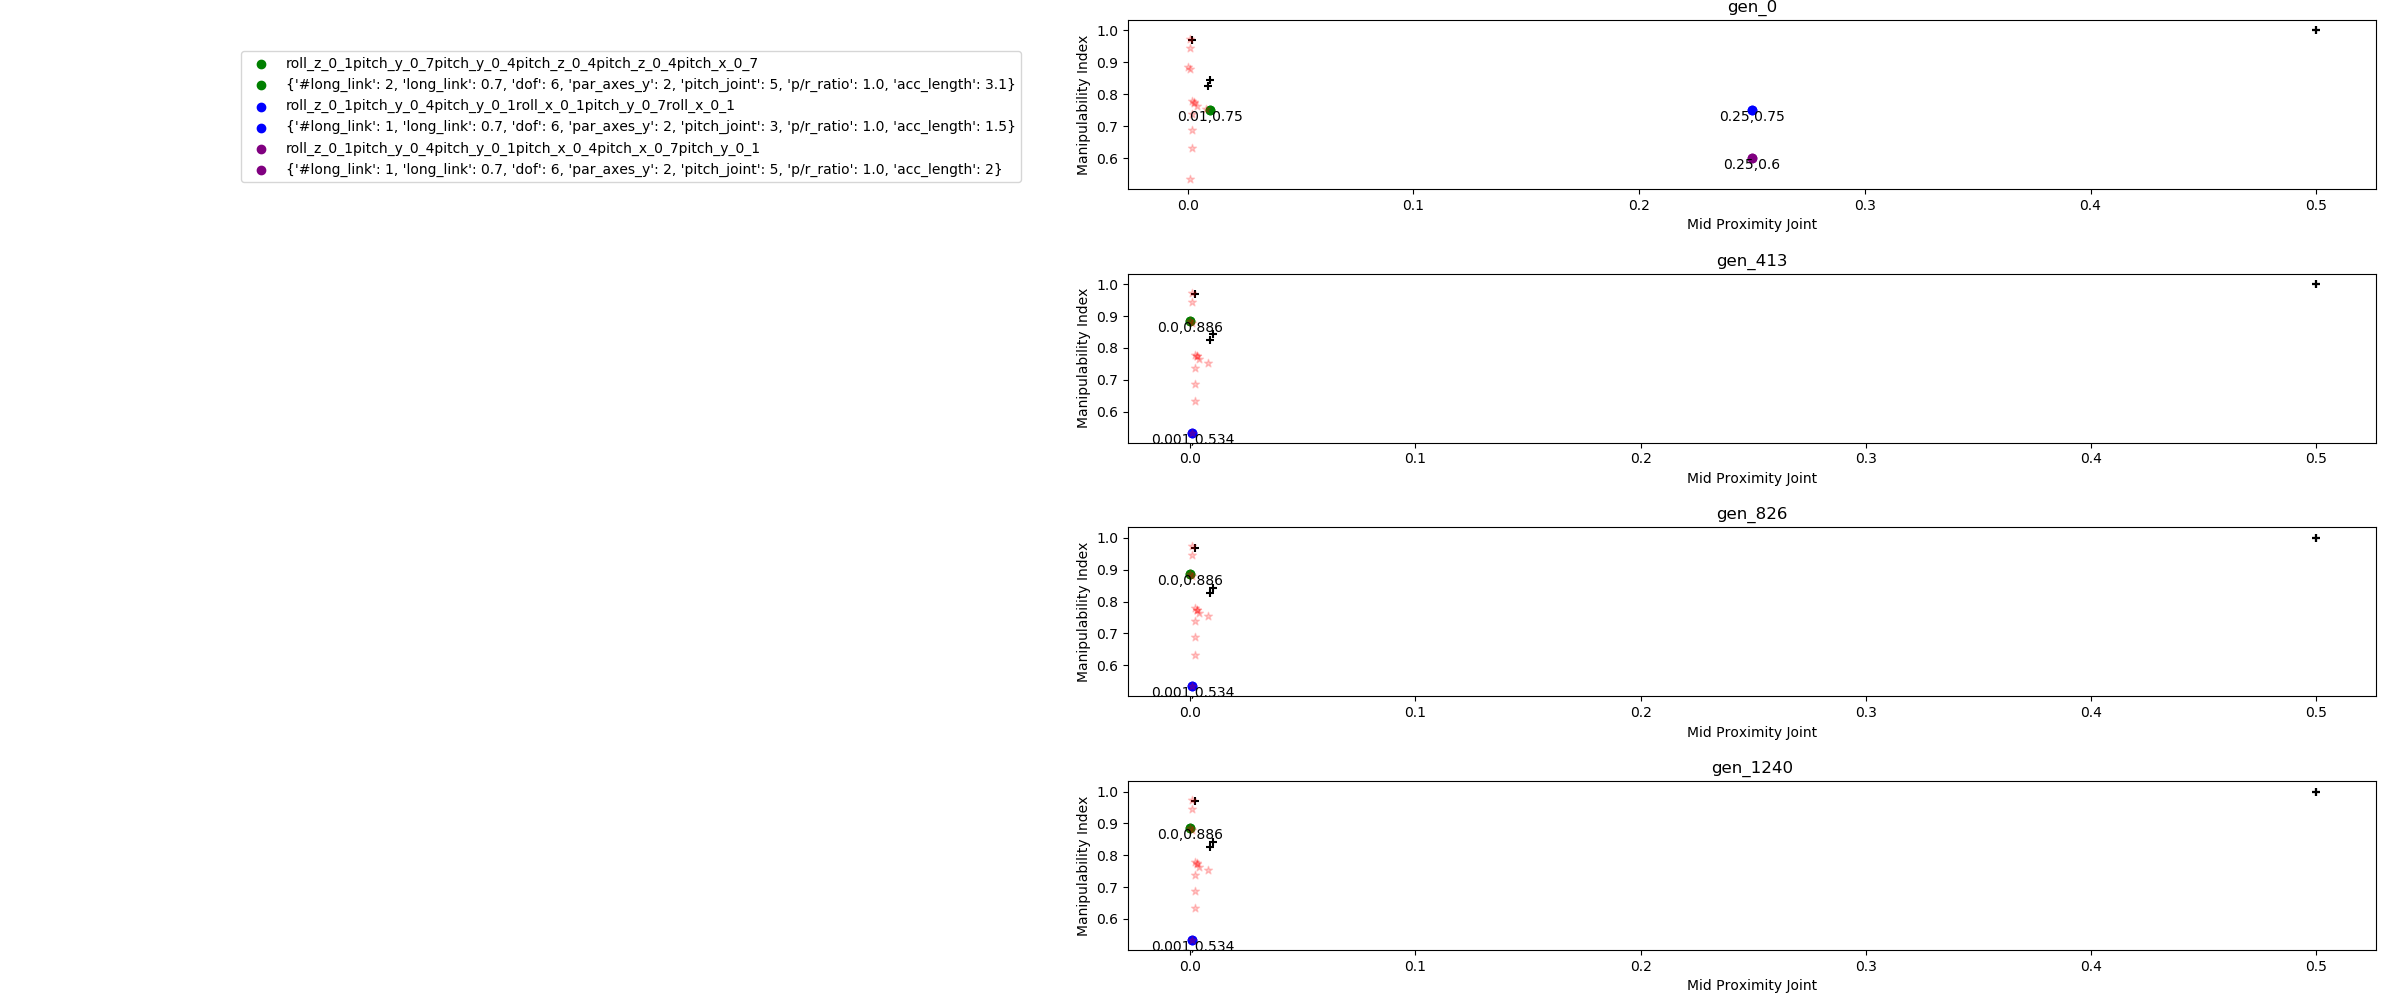 roll_z_0_1pitch_y_0_7pitch_y_0_4pitch_z_0_4pitch_z_0_4pitch_x_0_7
{'#long_link': 2, 'long_link': 0.7, 'dof': 6, 'par_axes_y': 2, 'pitch_joint': 5, 'p/r_ratio': 1.0, 'acc_length': 3.1}
roll_z_0_1pitch_y_0_4pitch_y_0_1roll_x_0_1pitch_y_0_7roll_x_0_1
{'#long_link': 1, 'long_link': 0.7, 'dof': 6, 'par_axes_y': 2, 'pitch_joint': 3, 'p/r_ratio': 1.0, 'acc_length': 1.5}
roll_z_0_1pitch_y_0_4pitch_y_0_1pitch_x_0_4pitch_x_0_7pitch_y_0_1
{'#long_link': 1, 'long_link': 0.7, 'dof': 6, 'par_axes_y': 2, 'pitch_joint': 5, 'p/r_ratio': 1.0, 'acc_length': 2}
gen_0
Manipulability Index
1.0
0.9
0.8
0.7
0.6
0.01,0.75
0.25,0.75
0.25,0.6
0.0 0.1 0.2 0.3 0.4 0.5
Mid Proximity Joint
gen_413
Manipulability Index
1.0
0.9
0.8
0.7
0.6
0.0,0.886
0.001,0.534
0.0 0.1 0.2 0.3 0.4 0.5
Mid Proximity Joint
gen_826
Manipulability Index
1.0
0.9
0.8
0.7
0.6
0.0,0.886
0.001,0.534
0.0 0.1 0.2 0.3 0.4 0.5
Mid Proximity Joint
gen_1240
Manipulability Index
1.0
0.9
0.8
0.7
0.6
0.0,0.886
0.001,0.534
0.0 0.1 0.2 0.3 0.4 0.5
Mid Proximity Joint